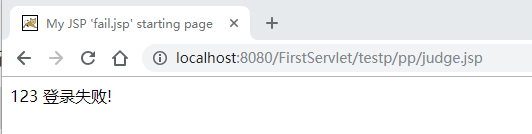 My JSP 'fail.jsp' starting page
localhost:8080/FirstServlet/testp/pp/judge.jsp
123 登录失败!